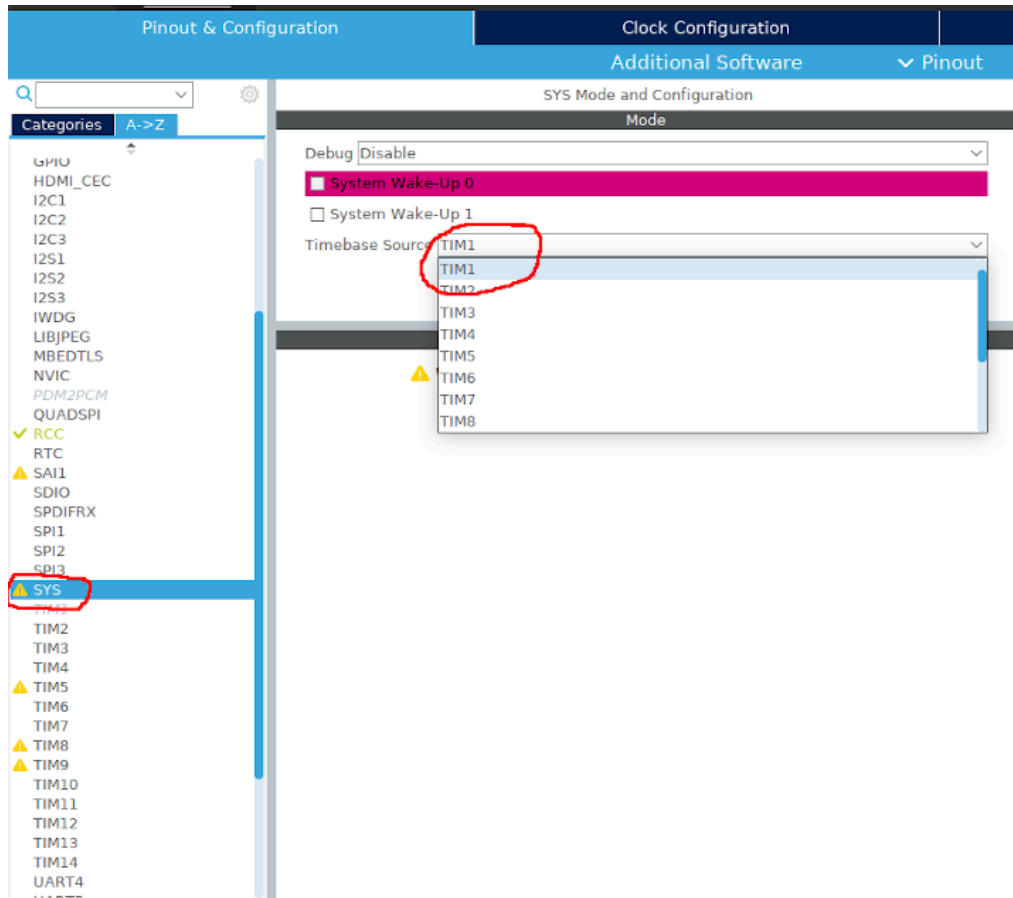 Pinout & Configuration
Clock Configuration
Additional Software
Pinout
SYS Mode and Configuration
Mode
Categories
A->Z
GPIO
HDMI_CEC
I2C1
I2C2
I2C3
I2S1
I2S2
I2S3
IWDG
LIBJPEG
MBEDTLS
NVIC
PDM2PCM
QUADSPI
RCC
RTC
SAI1
SDIO
SPDIFRX
SPI1
SPI2
SPI3
SYS
TIM1
TIM2
TIM3
TIM4
TIM5
TIM6
TIM7
TIM8
TIM9
TIM10
TIM11
TIM12
TIM13
TIM14
UART4
Debug Disable
System Wake-Up 0
System Wake-Up 1
Timebase Source TIM1
TIM1
TIM2
TIM3
TIM4
TIM5
TIM6
TIM7
TIM8